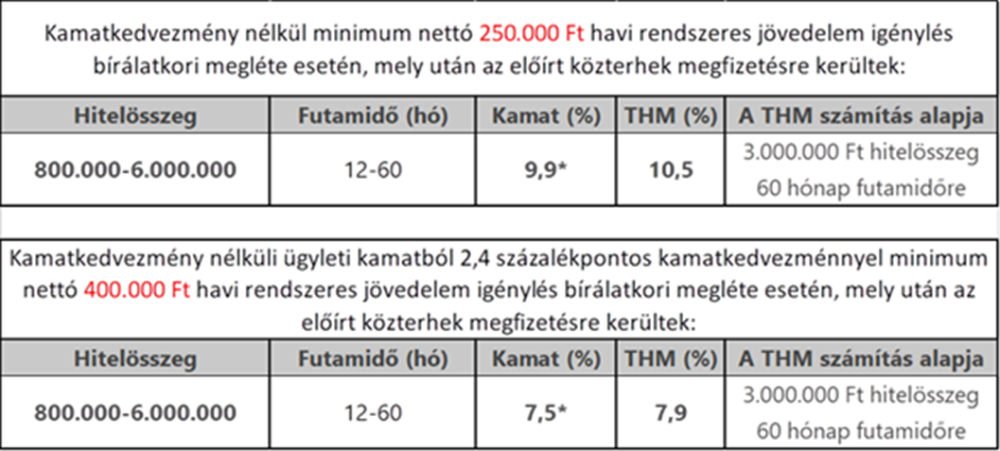 Kamatkedvezmény nélkül minimum nettó 250.000 Ft havi rendszeres jövedelem igénylés
bírálatkori megléte esetén, mely után az előírt közterhek megfizetésre kerültek:
Hitelösszeg Futamidő (hó) Kamat (%) THM (%) A THM számítás alapja
800.000-6.000.000 12-60 9,9* 10,5 3.000.000 Ft hitelösszeg
60 hónap futamidőre
Kamatkedvezmény nélküli ügyleti kamatból 2,4 százalékpontos kamatkedvezménnyel minimum
nettó 400.000 Ft havi rendszeres jövedelem igénylés bírálatkori megléte esetén, mely után az
előírt közterhek megfizetésre kerültek:
Hitelösszeg Futamidő (hó) Kamat (%) THM (%) A THM számítás alapja
800.000-6.000.000 12-60 7,5* 7,9 3.000.000 Ft hitelösszeg
60 hónap futamidőre